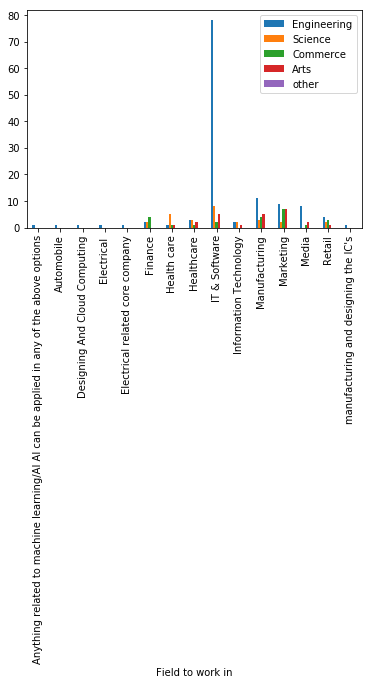 80
70
60
50
40
30
20
10
0
Engineering
Science
Commerce
Arts
other
Anything related to machine learning/AI AI can be applied in any of the above options
Automobile
Designing And Cloud Computing
Electrical
Electrical related core company
Finance
Health care
Healthcare
IT & Software
Information Technology
Manufacturing
Marketing
Media
Retail
manufacturing and designing the IC's
Field to work in